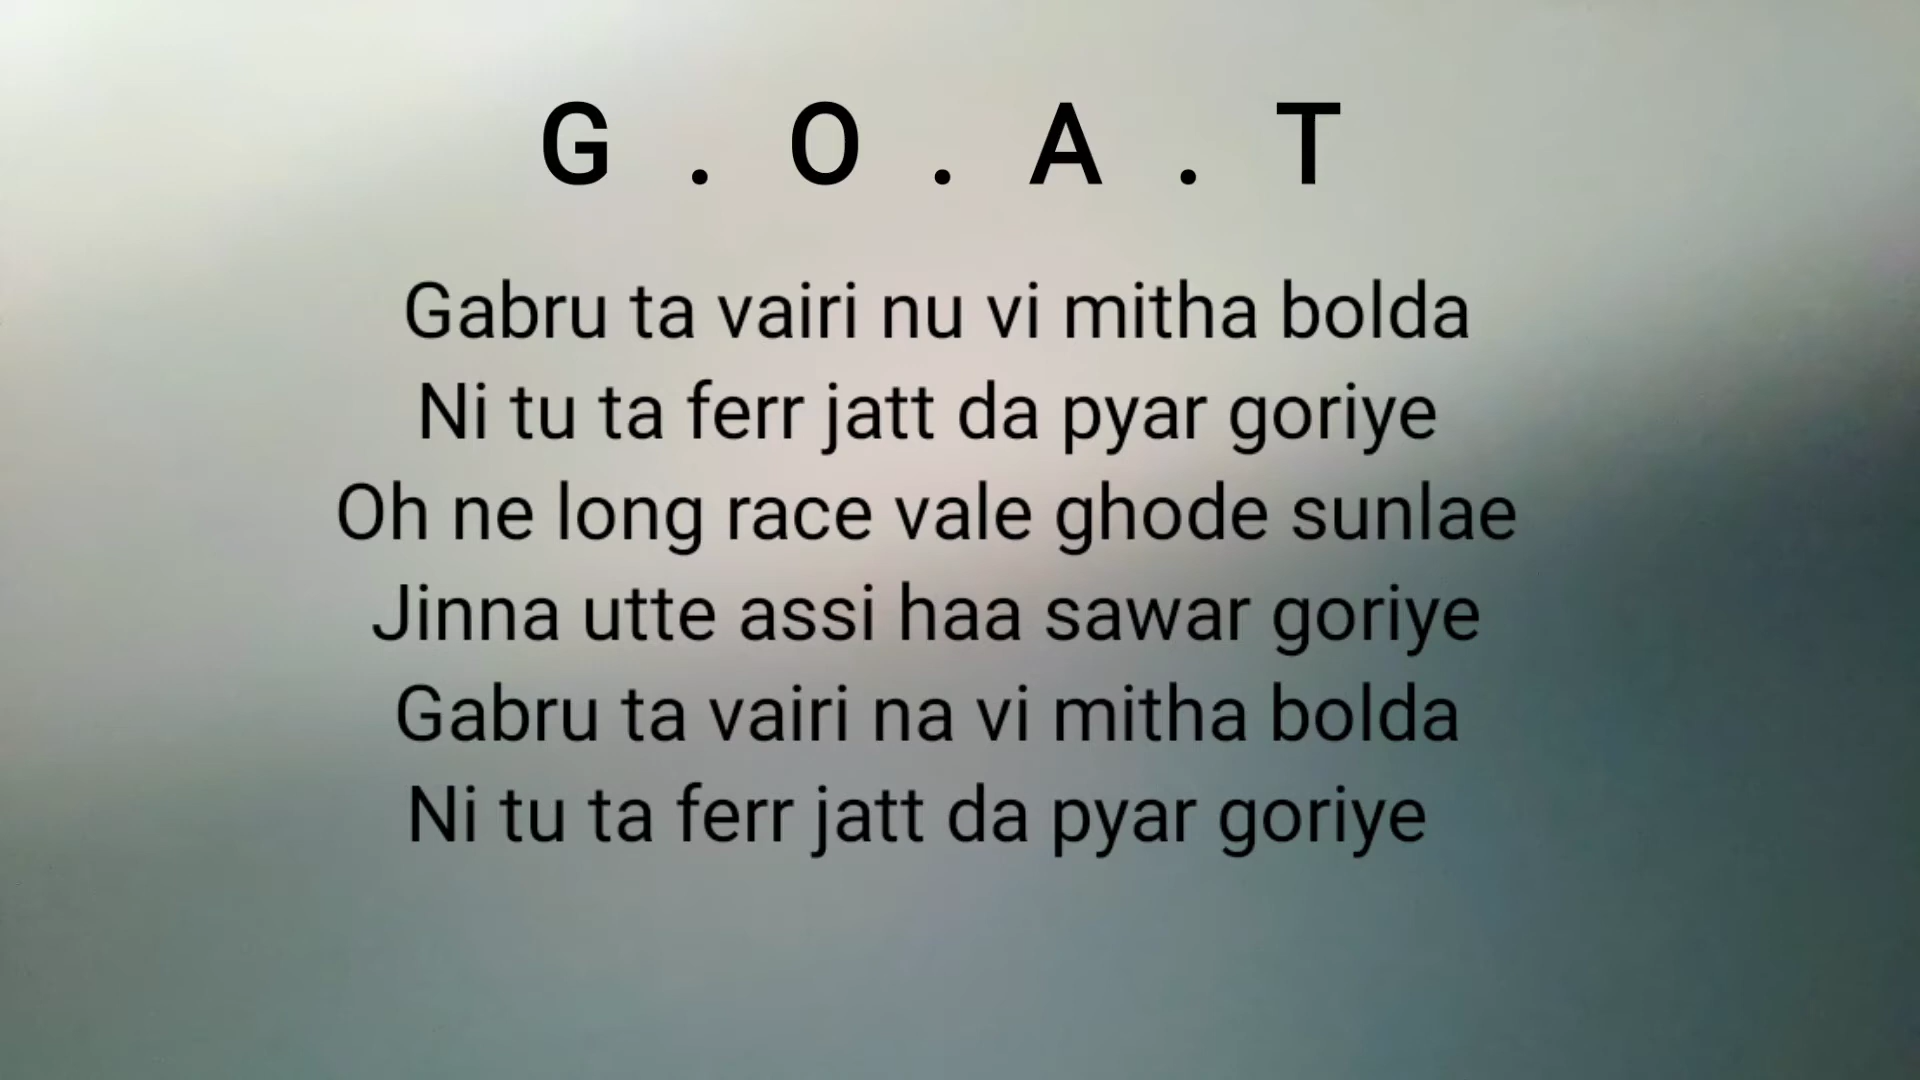 G . O . A . T
Gabru ta vairi nu vi mitha bolda
Ni tu ta ferr jatt da pyar goriye
Oh ne long race vale ghode sunlae
Jinna utte assi haa sawar goriye
Gabru ta vairi na vi mitha bolda
Ni tu ta ferr jatt da pyar goriye